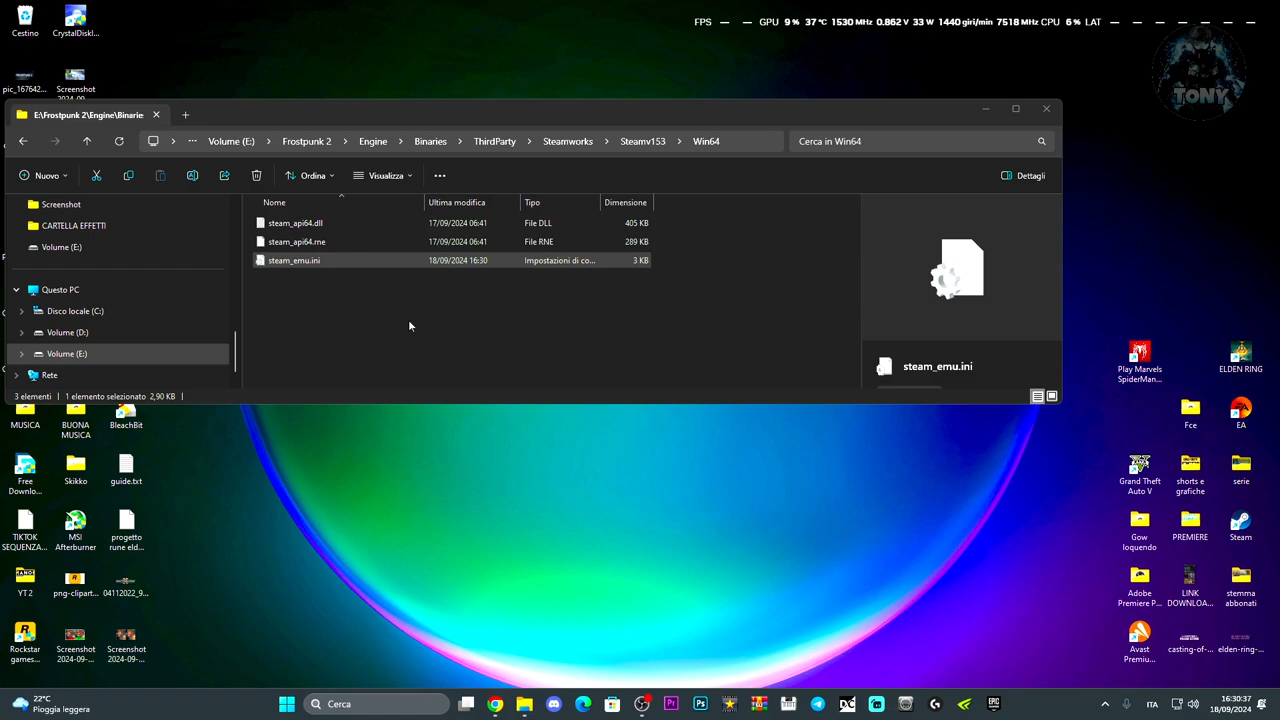 FPS — — GPU 9 % 37 °C 1530 MHz 0.862 V 33 W 1440 giri/min 7518 MHz CPU 6 % LAT — — — — — —
Cestino
CrystalDiskI...
pic_167642...
Screenshot
2024-09...
TONY
E:\Frostpunk 2\Engine\Binaries
Volume (E:) Frostpunk 2 Engine Binaries ThirdParty Steamworks Steamv153 Win64
Cerca in Win64
Nuovo
Ordina
Visualizza
Dettagli
Screenshot
CARTELLA EFFETTI
Volume (E:)
Questo PC
Disco locale (C:)
Volume (D:)
Volume (E:)
Rete
Nome Ultima modifica Tipo Dimensione
steam_api64.dll 17/09/2024 06:41 File DLL 405 KB
steam_api64.rne 17/09/2024 06:41 File RNE 289 KB
steam_emu.ini 18/09/2024 16:30 Impostazioni di co... 3 KB
steam_emu.ini
3 elementi 1 elemento selezionato 2,90 KB
MUSICA
BUONA
MUSICA
BleachBit
Free
Downlo...
Skikko
guide.txt
TIKTOK
SEQUENZA...
MSI
Afterburner
progetto
rune eld...
YT 2
png-clipart...
04112022_9...
Rockstar
games...
Screenshot
2024-09-...
Screenshot
2024-09-...
Play Marvels
SpiderMan...
ELDEN RING
Fce
EA
Grand Theft
Auto V
shorts e
grafiche
serie
Gow
loquendo
PREMIERE
Steam
Adobe
Premiere P...
LINK
DOWNLOA...
stemma
abbonati
Avast
Premiu...
casting-of-...
elden-ring-...
22°C
Pioggia leggera
Cerca
ITA
16:30:37
18/09/2024